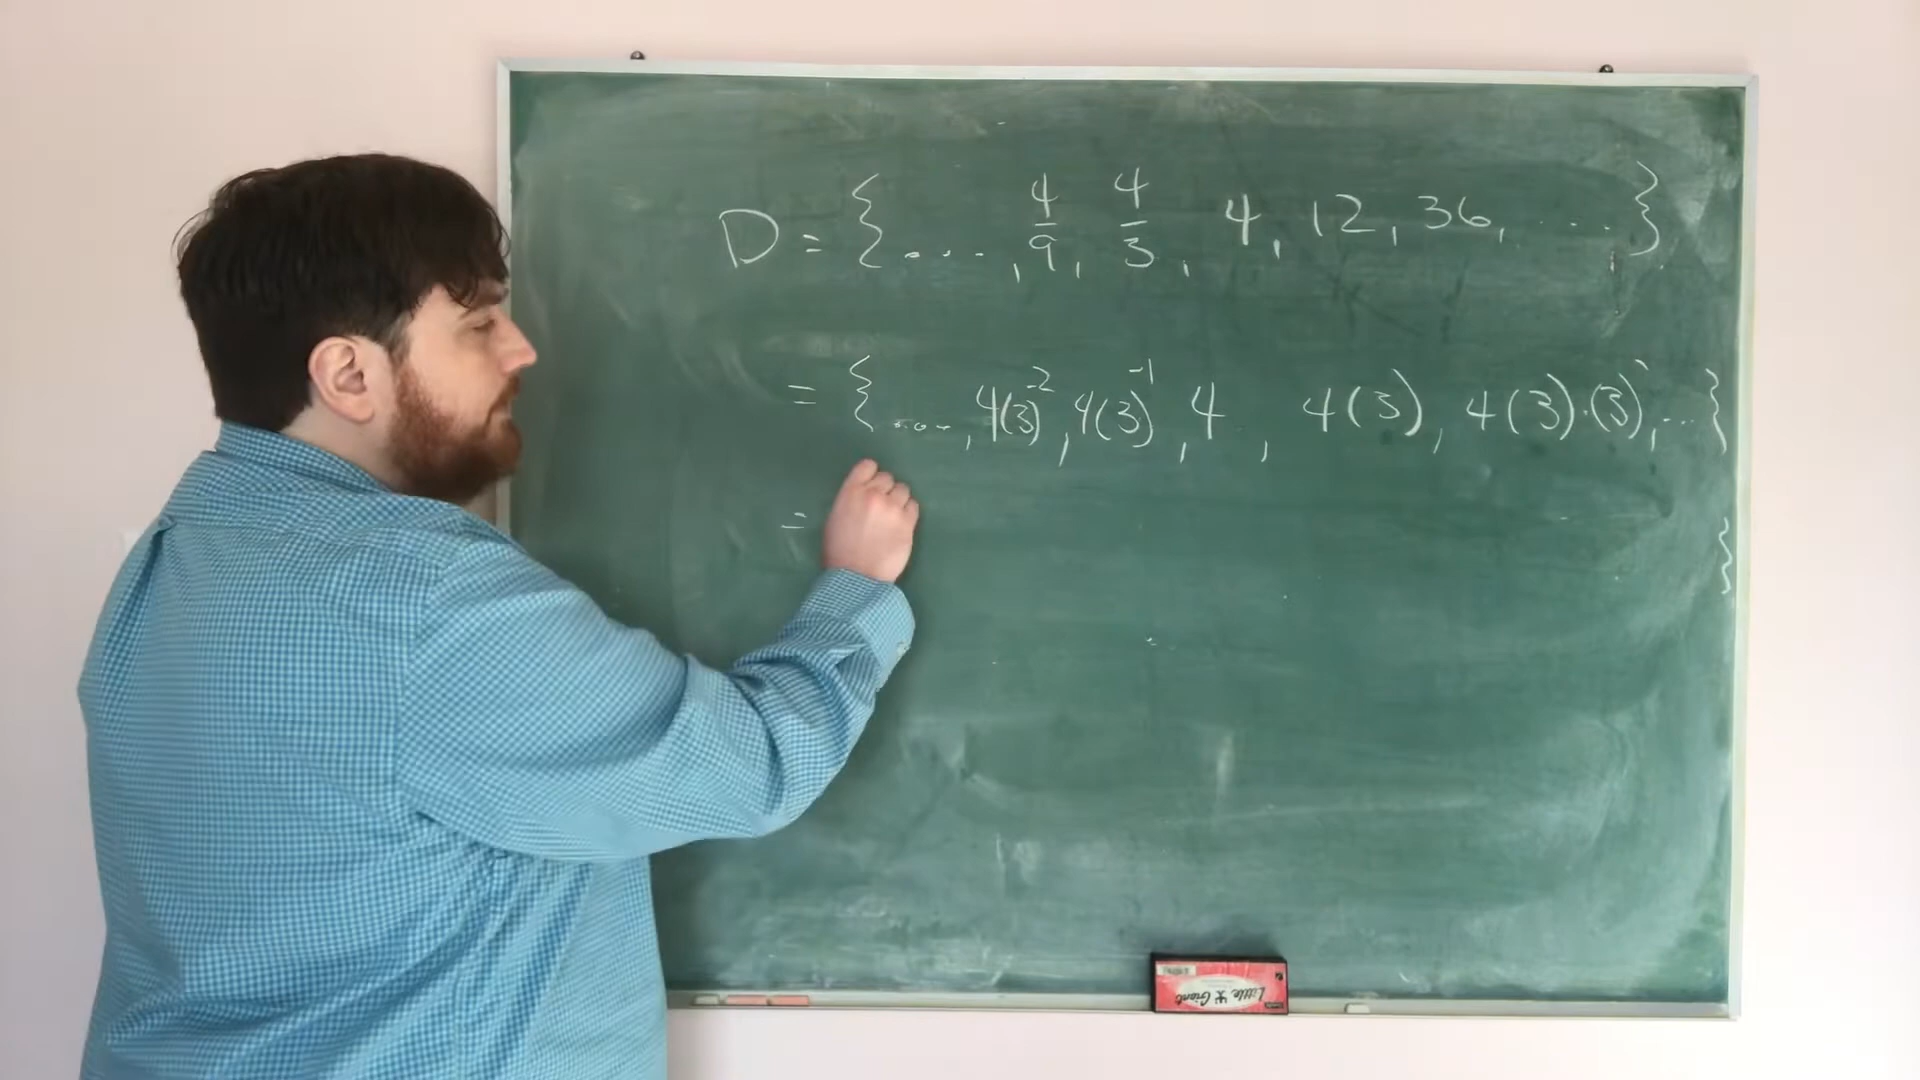 D = { ...., 4/9, 4/3, 4, 12, 36, .... }
= { ...., 4(3)^-2, 4(3)^-1, 4, 4(3), 4(3)·(3), ... }
= }
Little Giant